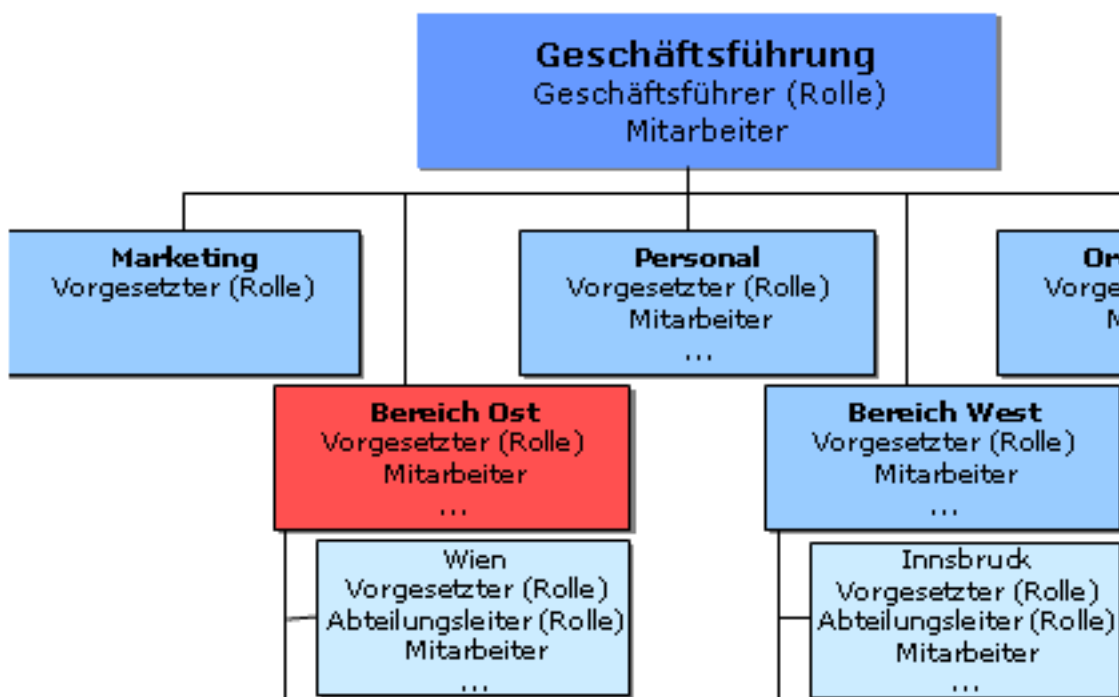 Geschäftsführung
Geschäftsführer (Rolle)
Mitarbeiter
Marketing
Vorgesetzter (Rolle)
Personal
Vorgesetzter (Rolle)
Mitarbeiter
...
Bereich Ost
Vorgesetzter (Rolle)
Mitarbeiter
...
Bereich West
Vorgesetzter (Rolle)
Mitarbeiter
...
Wien
Vorgesetzter (Rolle)
Abteilungsleiter (Rolle)
Mitarbeiter
...
Innsbruck
Vorgesetzter (Rolle)
Abteilungsleiter (Rolle)
Mitarbeiter
...